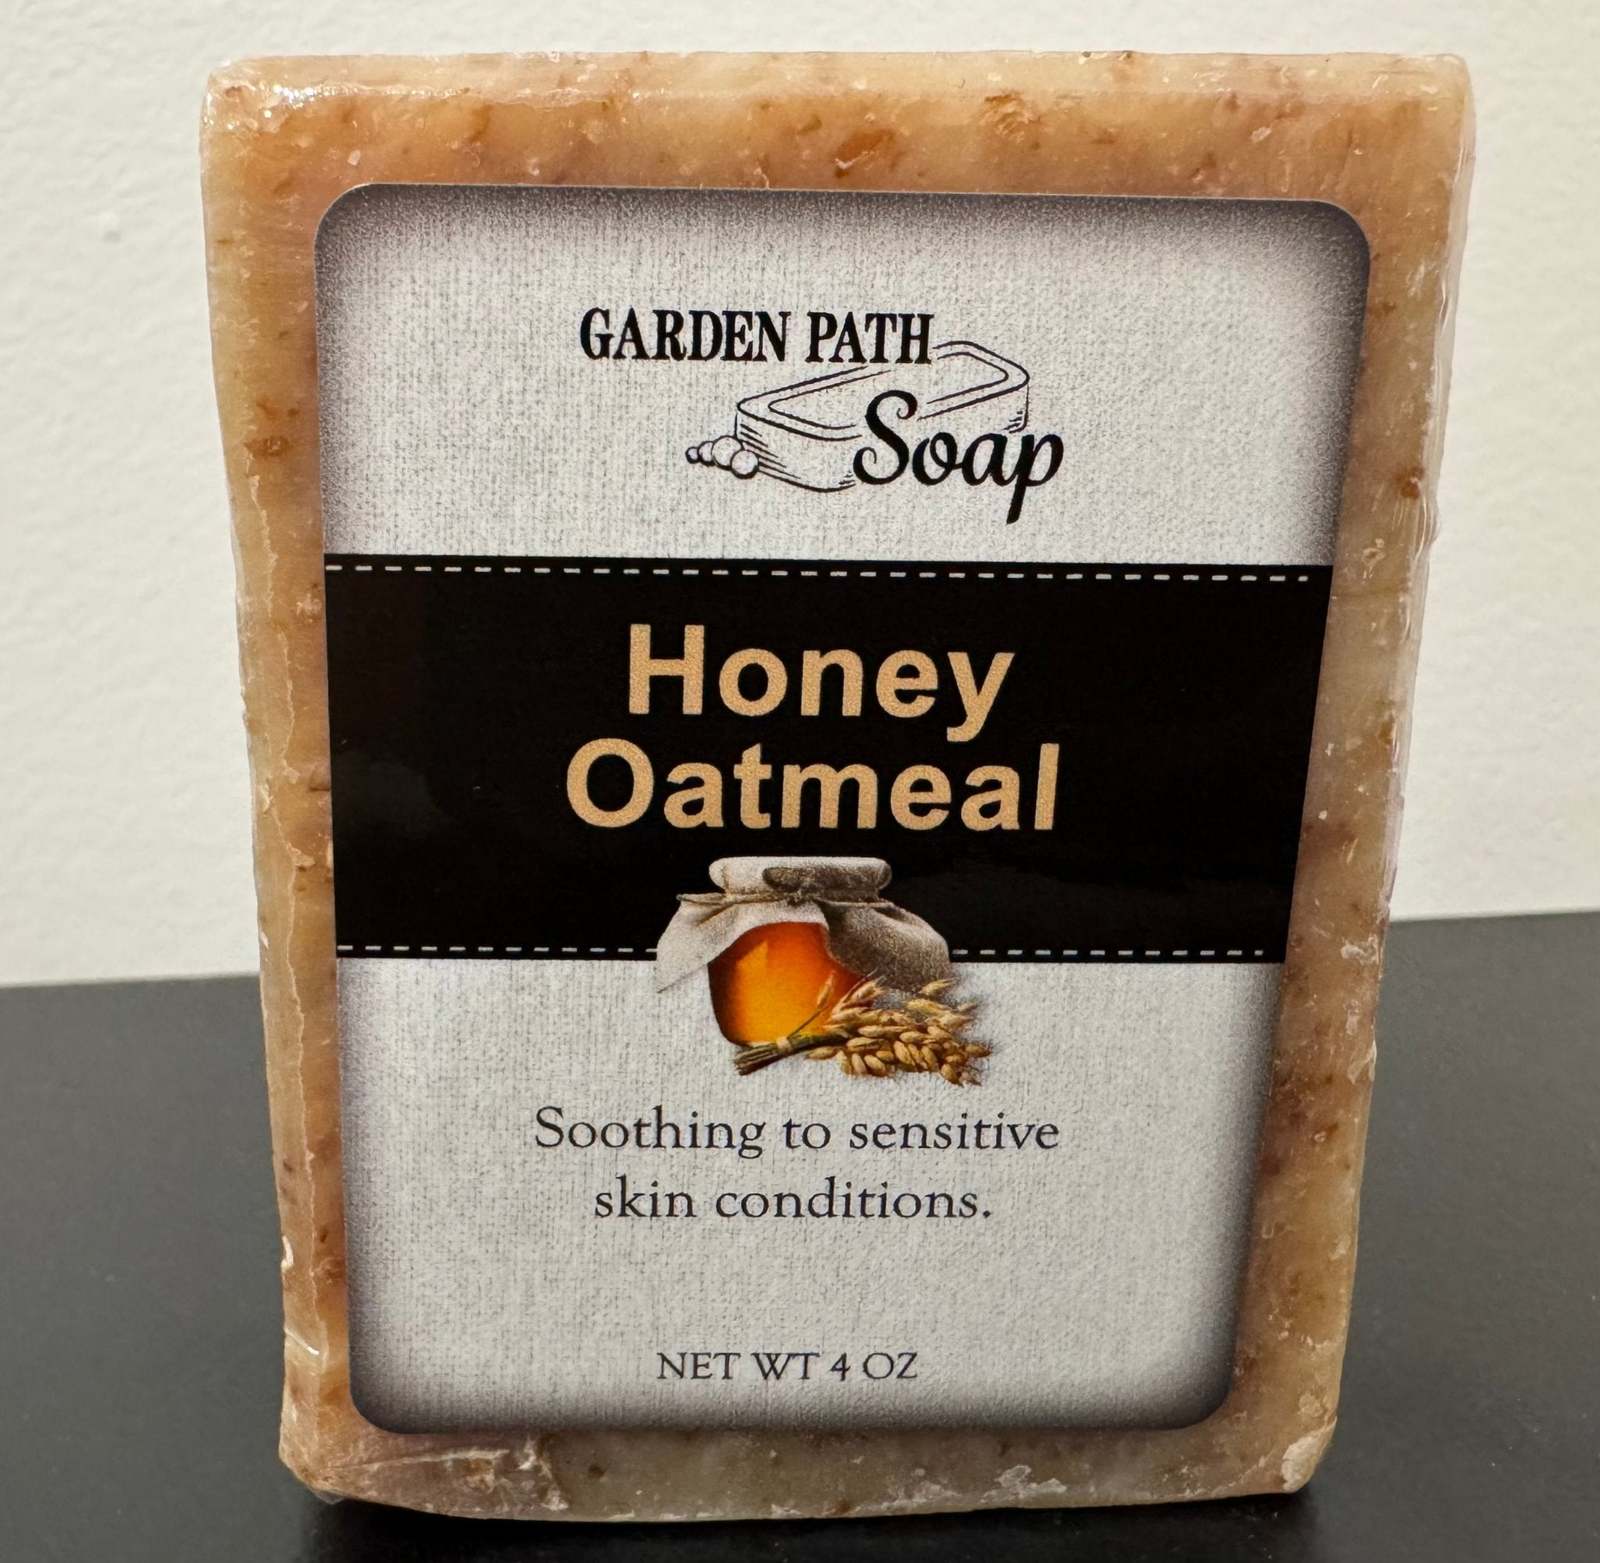 GARDEN PATH
Soap
Honey
Oatmeal
Soothing to sensitive
skin conditions.
NET WT 4 OZ